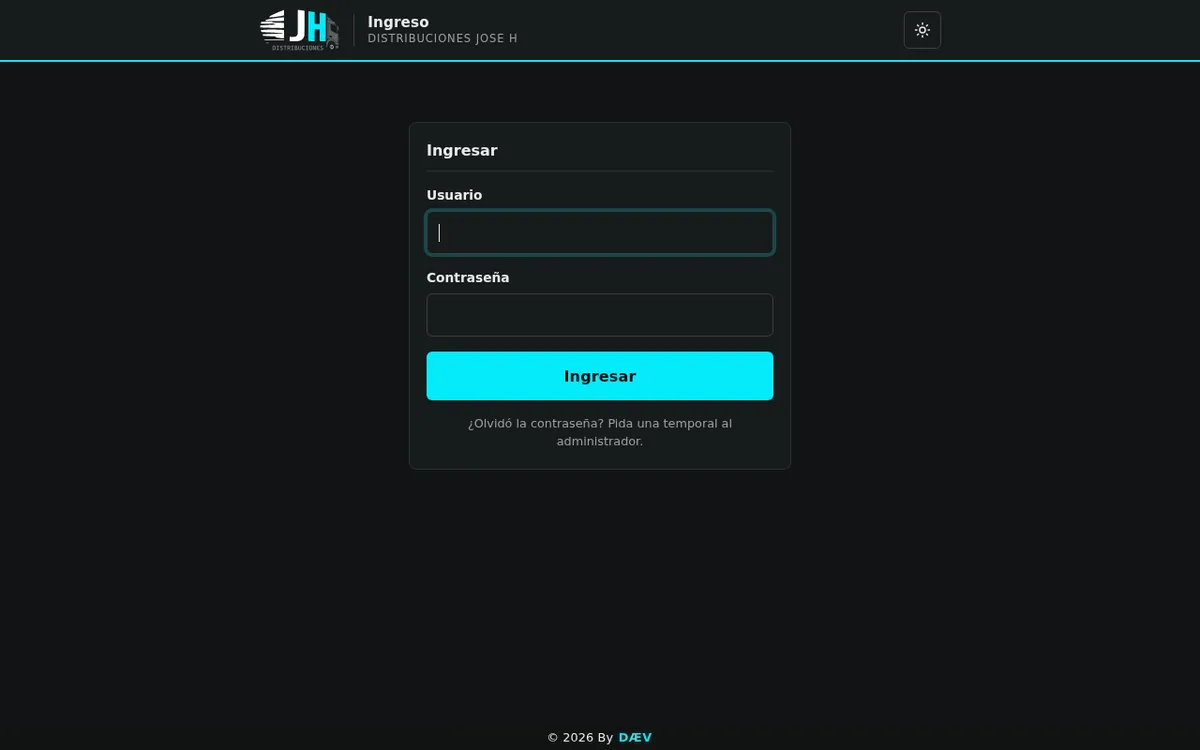 JH
DISTRIBUCIONES
Ingreso
DISTRIBUCIONES JOSE H
Ingresar
Usuario
Contraseña
Ingresar
¿Olvidó la contraseña? Pida una temporal al
administrador.
© 2026 By DÆV